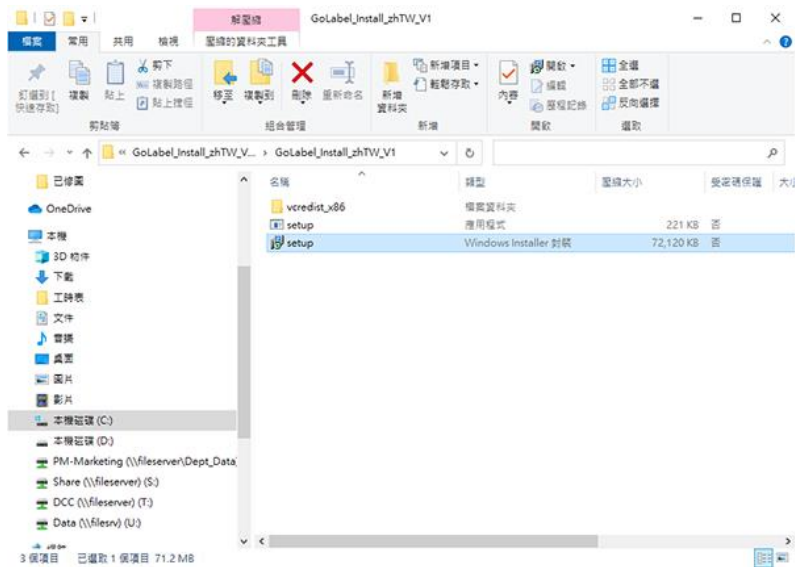 解壓縮
GoLabel_Install_zhTW_V1
檔案
常用
共用
檢視
壓縮的資料夾工具
釘選到 [快速存取]
複製
貼上
剪下
複製路徑
貼上捷徑
移至
複製到
刪除
重新命名
新增資料夾
新增項目
輕鬆存取
內容
開啟
編輯
歷程記錄
全選
全部不選
反向選擇
剪貼簿
組合管理
新增
開啟
選取
« GoLabel_Install_zhTW_V... › GoLabel_Install_zhTW_V1
名稱
類型
壓縮大小
受密碼保護
大小
已修圖
OneDrive
本機
3D 物件
下載
工時表
文件
音樂
桌面
圖片
影片
本機磁碟 (C:)
本機磁碟 (D:)
PM-Marketing (\\fileserver\Dept_Data
Share (\\fileserver) (S:)
DCC (\\fileserver) (T:)
Data (\\filesrv) (U:)
vcredist_x86 檔案資料夾
setup 應用程式 221 KB 否
setup Windows Installer 封裝 72,120 KB 否
3 個項目 已選取 1 個項目 71.2 MB